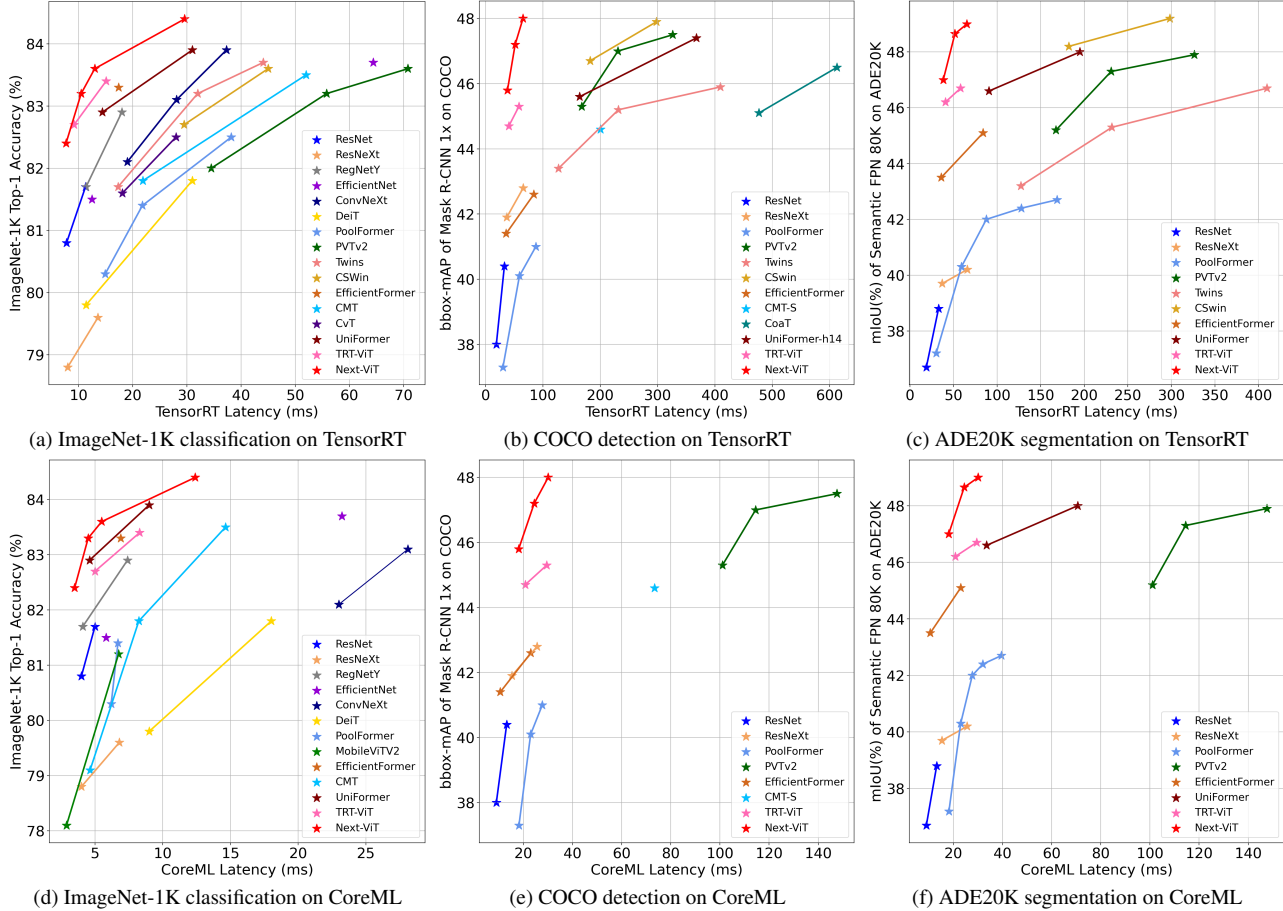 84
83
82
81
80
79
ImageNet-1K Top-1 Accuracy (%)
10 20 30 40 50 60 70
TensorRT Latency (ms)
ResNet
ResNeXt
RegNetY
EfficientNet
ConvNeXt
DeiT
PoolFormer
PVTv2
Twins
CSWin
EfficientFormer
CMT
CvT
UniFormer
TRT-ViT
Next-ViT
(a) ImageNet-1K classification on TensorRT
48
46
44
42
40
38
bbox-mAP of Mask R-CNN 1x on COCO
0 100 200 300 400 500 600
TensorRT Latency (ms)
ResNet
ResNeXt
PoolFormer
PVTv2
Twins
CSwin
EfficientFormer
CMT-S
CoaT
UniFormer-h14
TRT-ViT
Next-ViT
(b) COCO detection on TensorRT
48
46
44
42
40
38
mIoU(%) of Semantic FPN 80K on ADE20K
0 50 100 150 200 250 300 350 400
TensorRT Latency (ms)
ResNet
ResNeXt
PoolFormer
PVTv2
Twins
CSwin
EfficientFormer
UniFormer
TRT-ViT
Next-ViT
(c) ADE20K segmentation on TensorRT
84
83
82
81
80
79
78
ImageNet-1K Top-1 Accuracy (%)
5 10 15 20 25
CoreML Latency (ms)
ResNet
ResNeXt
RegNetY
EfficientNet
ConvNeXt
DeiT
PoolFormer
MobileViTV2
EfficientFormer
CMT
UniFormer
TRT-ViT
Next-ViT
(d) ImageNet-1K classification on CoreML
48
46
44
42
40
38
bbox-mAP of Mask R-CNN 1x on COCO
20 40 60 80 100 120 140
CoreML Latency (ms)
ResNet
ResNeXt
PoolFormer
PVTv2
EfficientFormer
CMT-S
TRT-ViT
Next-ViT
(e) COCO detection on CoreML
48
46
44
42
40
38
mIoU(%) of Semantic FPN 80K on ADE20K
20 40 60 80 100 120 140
CoreML Latency (ms)
ResNet
ResNeXt
PoolFormer
PVTv2
EfficientFormer
UniFormer
TRT-ViT
Next-ViT
(f) ADE20K segmentation on CoreML